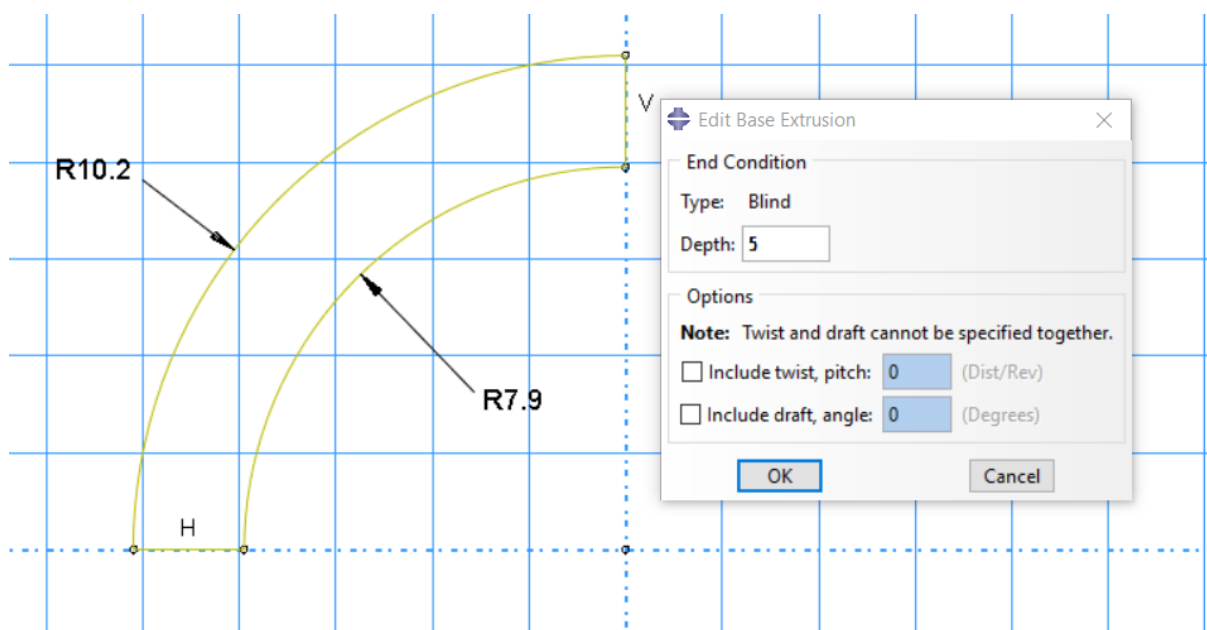 V
R10.2
R7.9
H
Edit Base Extrusion
End Condition
Type: Blind
Depth: 5
Options
Note: Twist and draft cannot be specified together.
Include twist, pitch: 0 (Dist/Rev)
Include draft, angle: 0 (Degrees)
OK Cancel